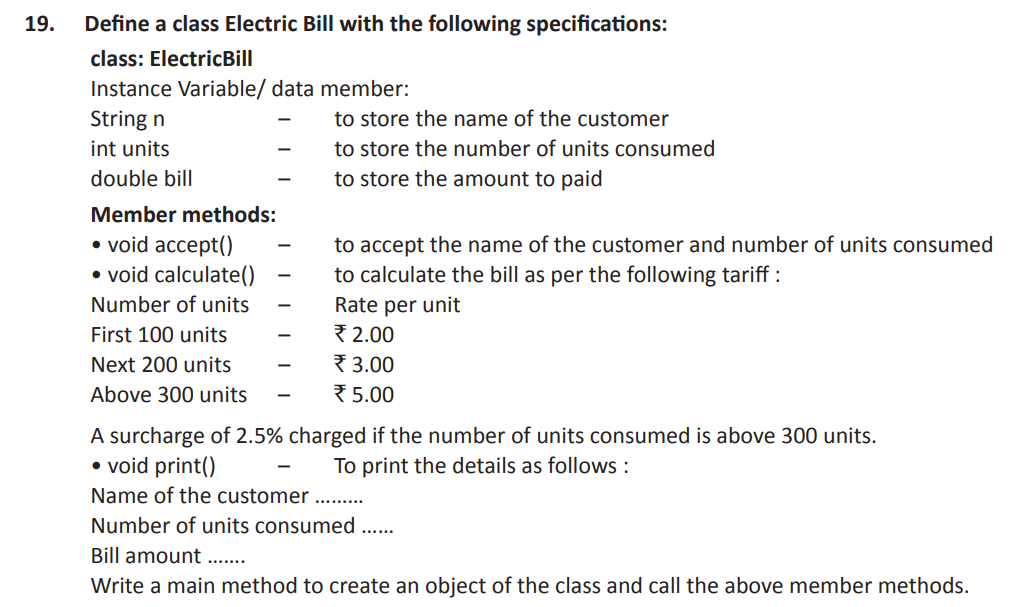 19. Define a class Electric Bill with the following specifications:
class: ElectricBill
Instance Variable/ data member:
String n – to store the name of the customer
int units – to store the number of units consumed
double bill – to store the amount to paid
Member methods:
• void accept() – to accept the name of the customer and number of units consumed
• void calculate() – to calculate the bill as per the following tariff :
Number of units – Rate per unit
First 100 units – ₹ 2.00
Next 200 units – ₹ 3.00
Above 300 units – ₹ 5.00
A surcharge of 2.5% charged if the number of units consumed is above 300 units.
• void print() – To print the details as follows :
Name of the customer .........
Number of units consumed ......
Bill amount .......
Write a main method to create an object of the class and call the above member methods.